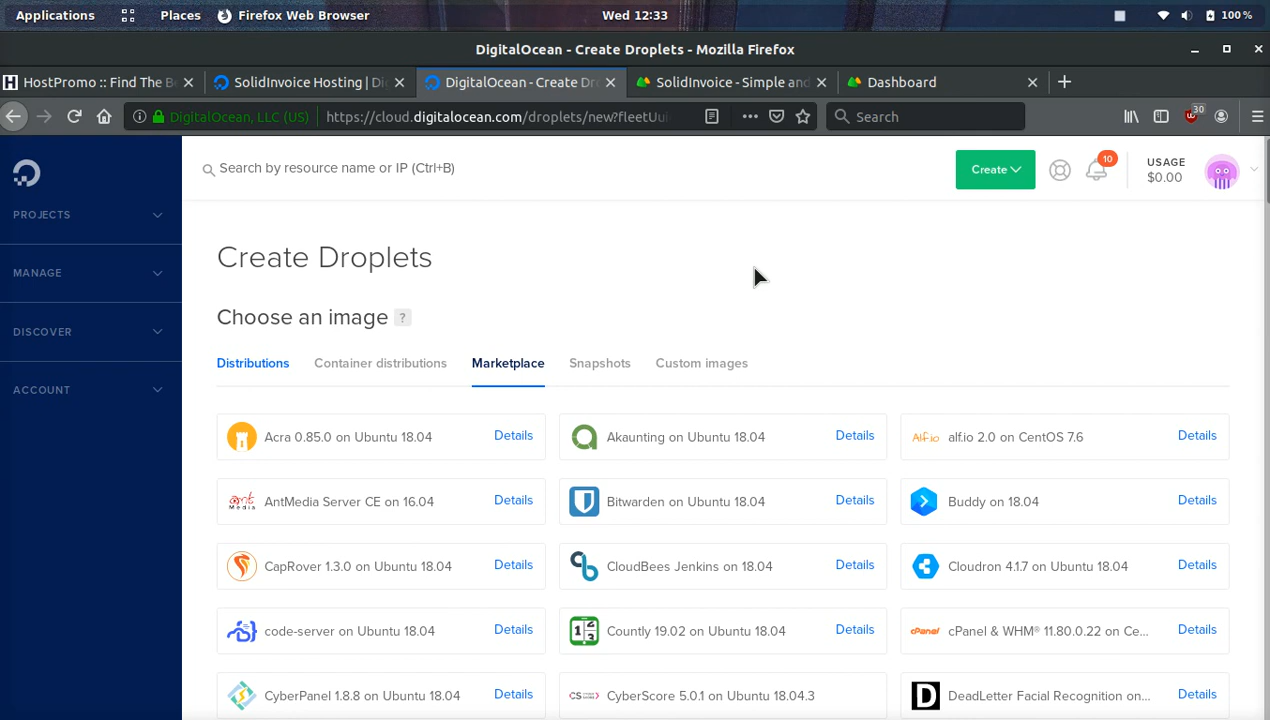 Applications Places Firefox Web Browser Wed 12:33 100 %
DigitalOcean - Create Droplets - Mozilla Firefox
HostPromo :: Find The Be SolidInvoice Hosting | Dig DigitalOcean - Create Dro SolidInvoice - Simple and Dashboard
DigitalOcean, LLC (US) https://cloud.digitalocean.com/droplets/new?fleetUu Search 30
Search by resource name or IP (Ctrl+B) Create 10 USAGE
$0.00
PROJECTS
MANAGE
DISCOVER
ACCOUNT
Create Droplets
Choose an image ?
Distributions Container distributions Marketplace Snapshots Custom images
Acra 0.85.0 on Ubuntu 18.04 Details Akaunting on Ubuntu 18.04 Details Alf.io alf.io 2.0 on CentOS 7.6 Details
ant Media AntMedia Server CE on 16.04 Details Bitwarden on Ubuntu 18.04 Details Buddy on 18.04 Details
CapRover 1.3.0 on Ubuntu 18.04 Details CloudBees Jenkins on 18.04 Details Cloudron 4.1.7 on Ubuntu 18.04 Details
code-server on Ubuntu 18.04 Details Countly 19.02 on Ubuntu 18.04 Details cPanel cPanel & WHM® 11.80.0.22 on Ce... Details
CyberPanel 1.8.8 on Ubuntu 18.04 Details CyberScore 5.0.1 on Ubuntu 18.04.3 D DeadLetter Facial Recognition on... Details